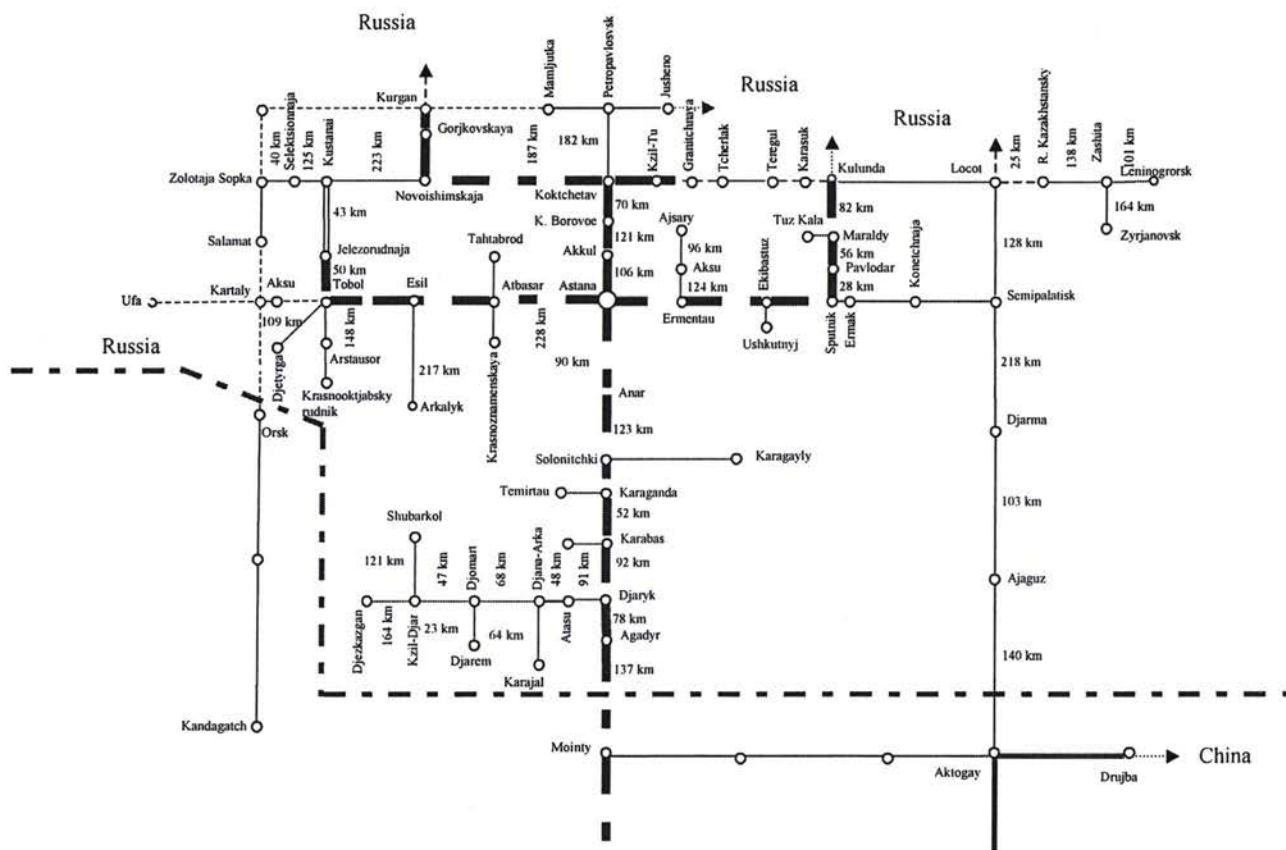 Russia
Mamljutka
Petropavlosvsk
Jusheno
Kurgan
Russia
Russia
Gorjkovskaya
40 km
Selektsionnaja
125 km
Kustanai
223 km
187 km
182 km
Kzil-Tu
Granitchnaya
Tcherlak
Teregul
Karasuk
25 km
R. Kazakhstansky
138 km
Zashita
101 km
Zolotaja Sopka
Novoishimskaja
Koktchetav
Kulunda
Locot
Leninogrorsk
43 km
70 km
82 km
164 km
K. Borovoe
Ajsary
Tuz Kala
Maraldy
Zyrjanovsk
Salamat
Tahtabrod
121 km
96 km
56 km
128 km
Jelezorudnaja
Akkul
Aksu
Pavlodar
Konetchnaja
50 km
106 km
124 km
Ekibastuz
28 km
Ufa
Kartaly
Aksu
Tobol
Esil
Atbasar
Astana
Ermentau
Semipalatisk
109 km
148 km
228 km
Ushkutnyj
Sputnik
Ermak
Russia
Djetyrga
Arstausor
217 km
Krasnoznamenskaya
90 km
218 km
Krasnooktjabsky
rudnik
Arkalyk
Anar
Orsk
123 km
Djarma
Solonitchki
Karagayly
Temirtau
Karaganda
52 km
103 km
Shubarkol
Karabas
121 km
47 km
Djomart
68 km
Djana-Arka
48 km
91 km
92 km
Ajaguz
Djaryk
Djezkazgan
164 km
Kzil-Djar
23 km
64 km
Atasu
78 km
Agadyr
Djarem
137 km
140 km
Karajal
Kandagatch
Mointy
Aktogay
Drujba
China